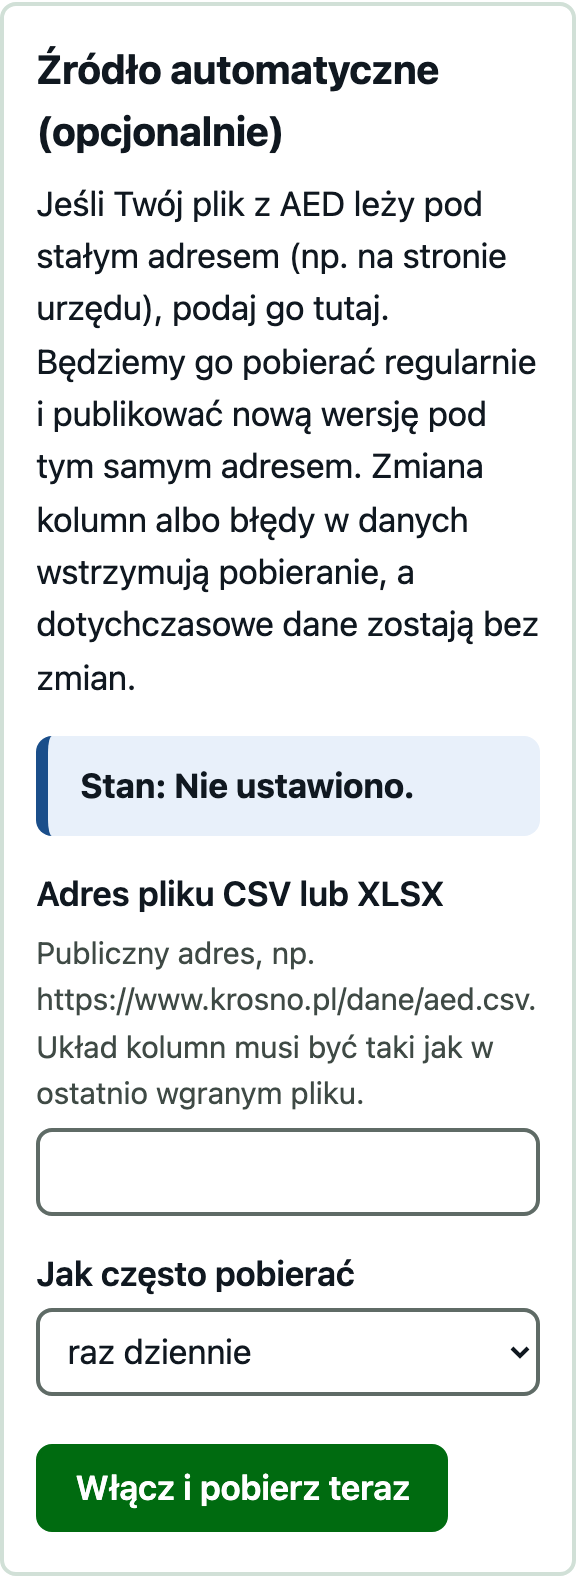 Źródło automatyczne
(opcjonalnie)
Jeśli Twój plik z AED leży pod
stałym adresem (np. na stronie
urzędu), podaj go tutaj.
Będziemy go pobierać regularnie
i publikować nową wersję pod
tym samym adresem. Zmiana
kolumn albo błędy w danych
wstrzymują pobieranie, a
dotychczasowe dane zostają bez
zmian.
Stan: Nie ustawiono.
Adres pliku CSV lub XLSX
Publiczny adres, np.
https://www.krosno.pl/dane/aed.csv.
Układ kolumn musi być taki jak w
ostatnio wgranym pliku.
Jak często pobierać
raz dziennie
Włącz i pobierz teraz